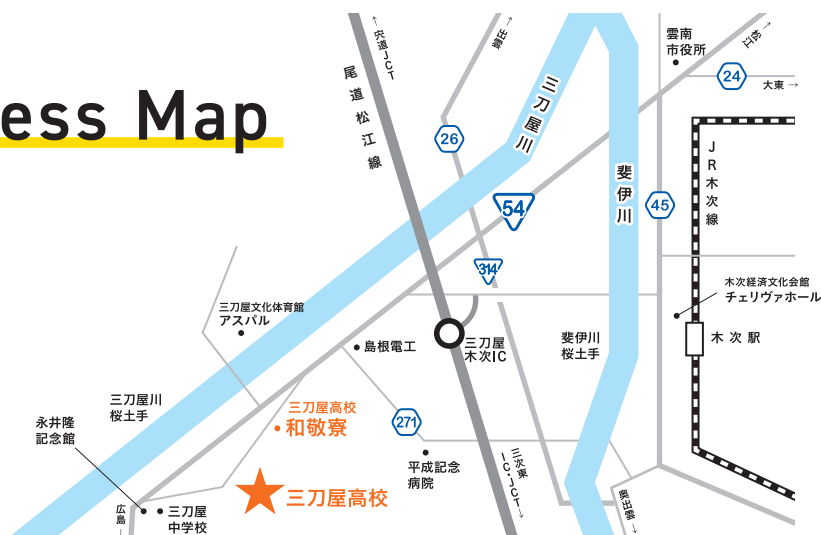 ess Map
←宍道JCT
尾道松江線
→出雲
三刀屋川
雲南
市役所
→松江
24
大東→
26
54
斐伊川
45
JR木次線
314
木次経済文化会館
チェリヴァホール
三刀屋文化体育館
アスパル
島根電工
三刀屋
木次IC
斐伊川
桜土手
木次駅
三刀屋川
桜土手
三刀屋高校
和敬寮
271
永井隆
記念館
平成記念
病院
三次東
IC・JCT→
三刀屋高校
奥出雲→
広島←
三刀屋
中学校